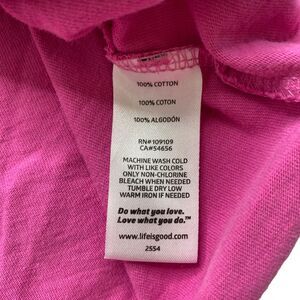 100% COTTON
100% COTON
100% ALGODÓN
RN#109109
CA#54656
MACHINE WASH COLD
WITH LIKE COLORS
ONLY NON-CHLORINE
BLEACH WHEN NEEDED
TUMBLE DRY LOW
WARM IRON IF NEEDED
Do what you love.
Love what you do.™
www.lifeisgood.com
2554